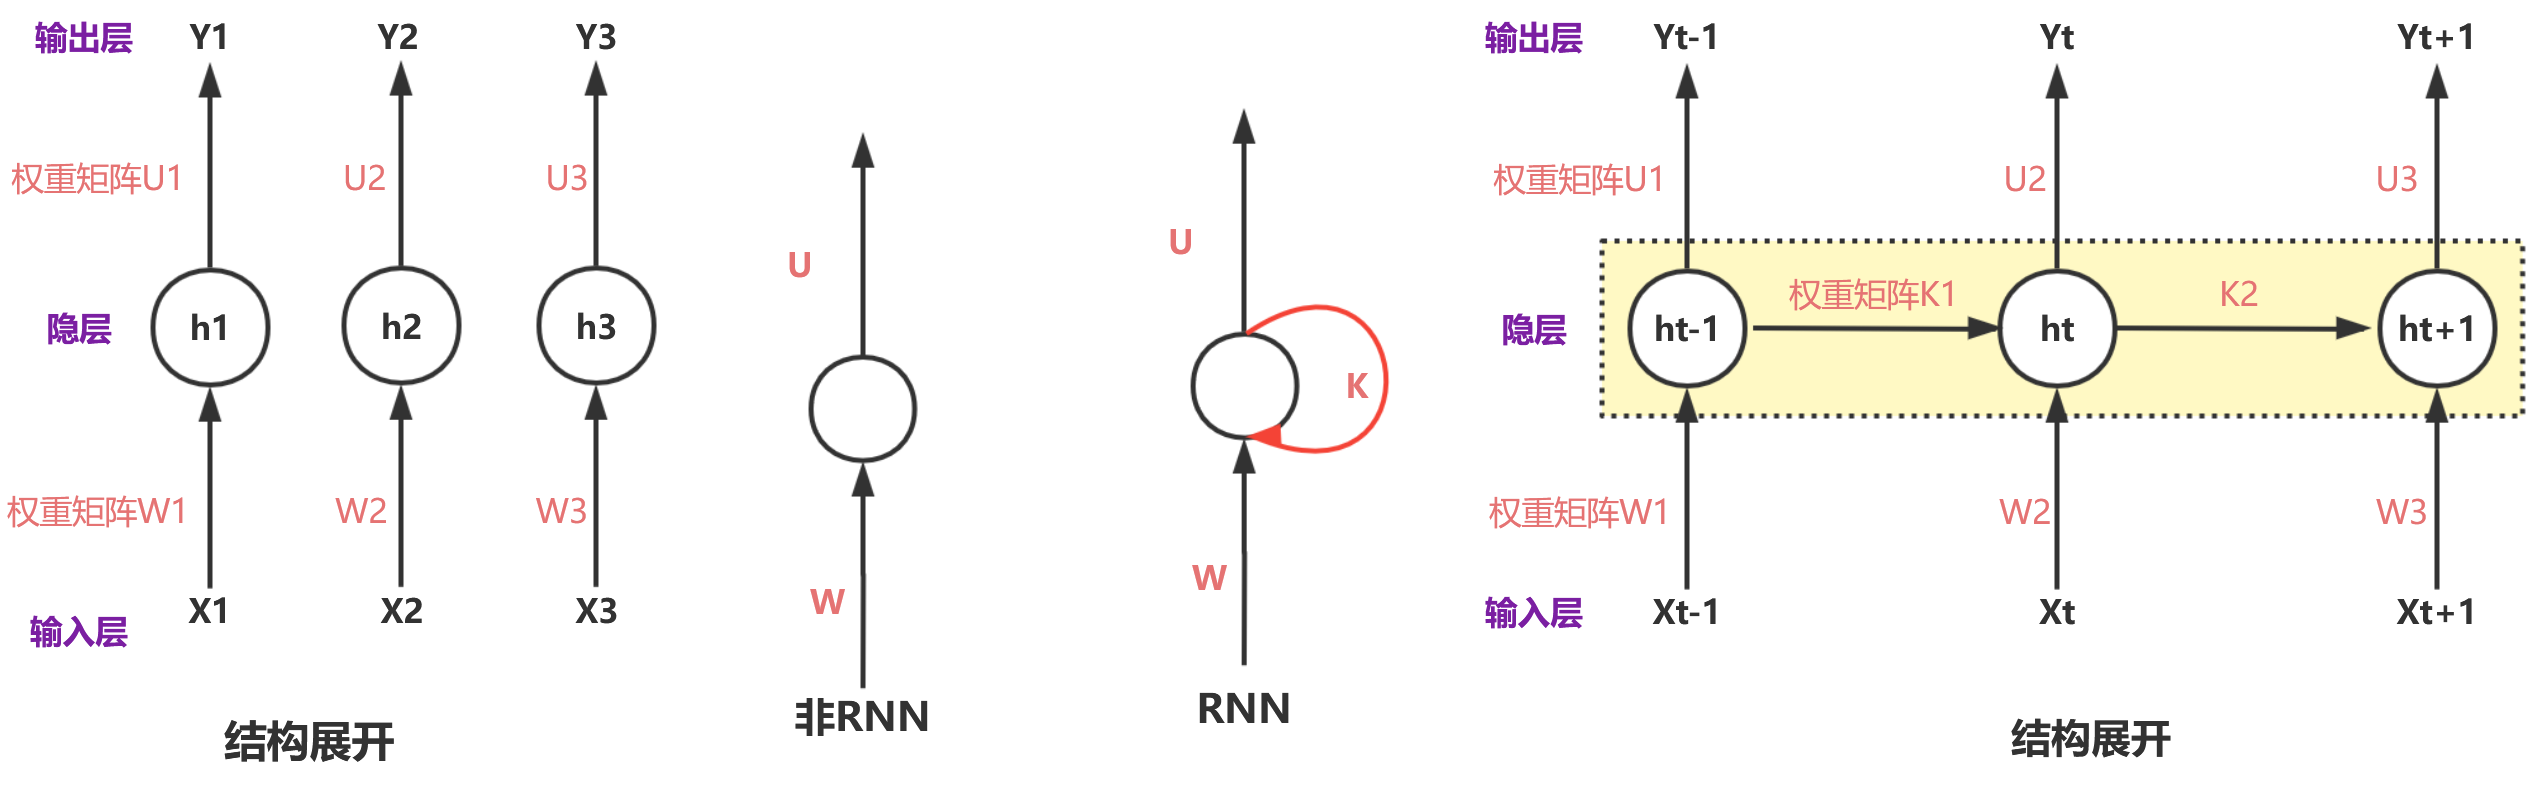 输出层 Y1 Y2 Y3
权重矩阵U1 U2 U3
隐层 h1 h2 h3
权重矩阵W1 W2 W3
输入层 X1 X2 X3
结构展开
U
W
非RNN
U
K
W
RNN
输出层 Yt-1 Yt Yt+1
权重矩阵U1 U2 U3
权重矩阵K1 K2
隐层 ht-1 ht ht+1
权重矩阵W1 W2 W3
输入层 Xt-1 Xt Xt+1
结构展开